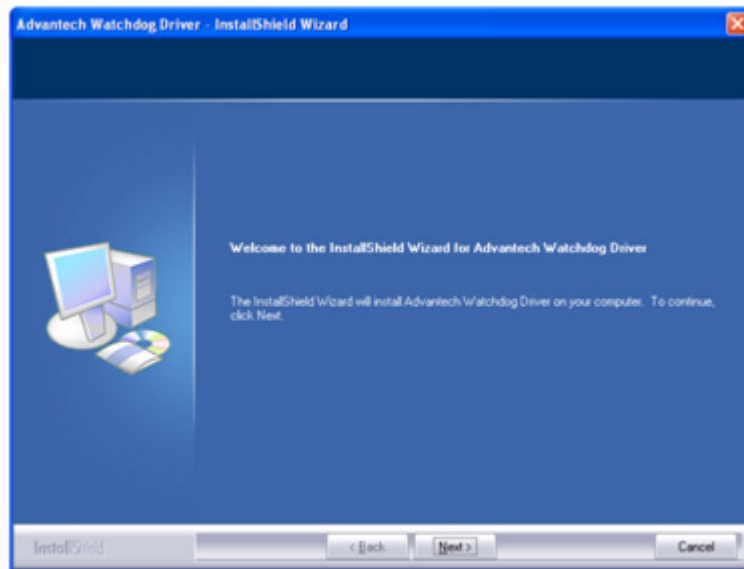 Advantech Watchdog Driver - InstallShield Wizard
Welcome to the InstallShield Wizard for Advantech Watchdog Driver
The InstallShield Wizard will install Advantech Watchdog Driver on your computer. To continue,
click Next.
InstallShield
< Back
Next >
Cancel